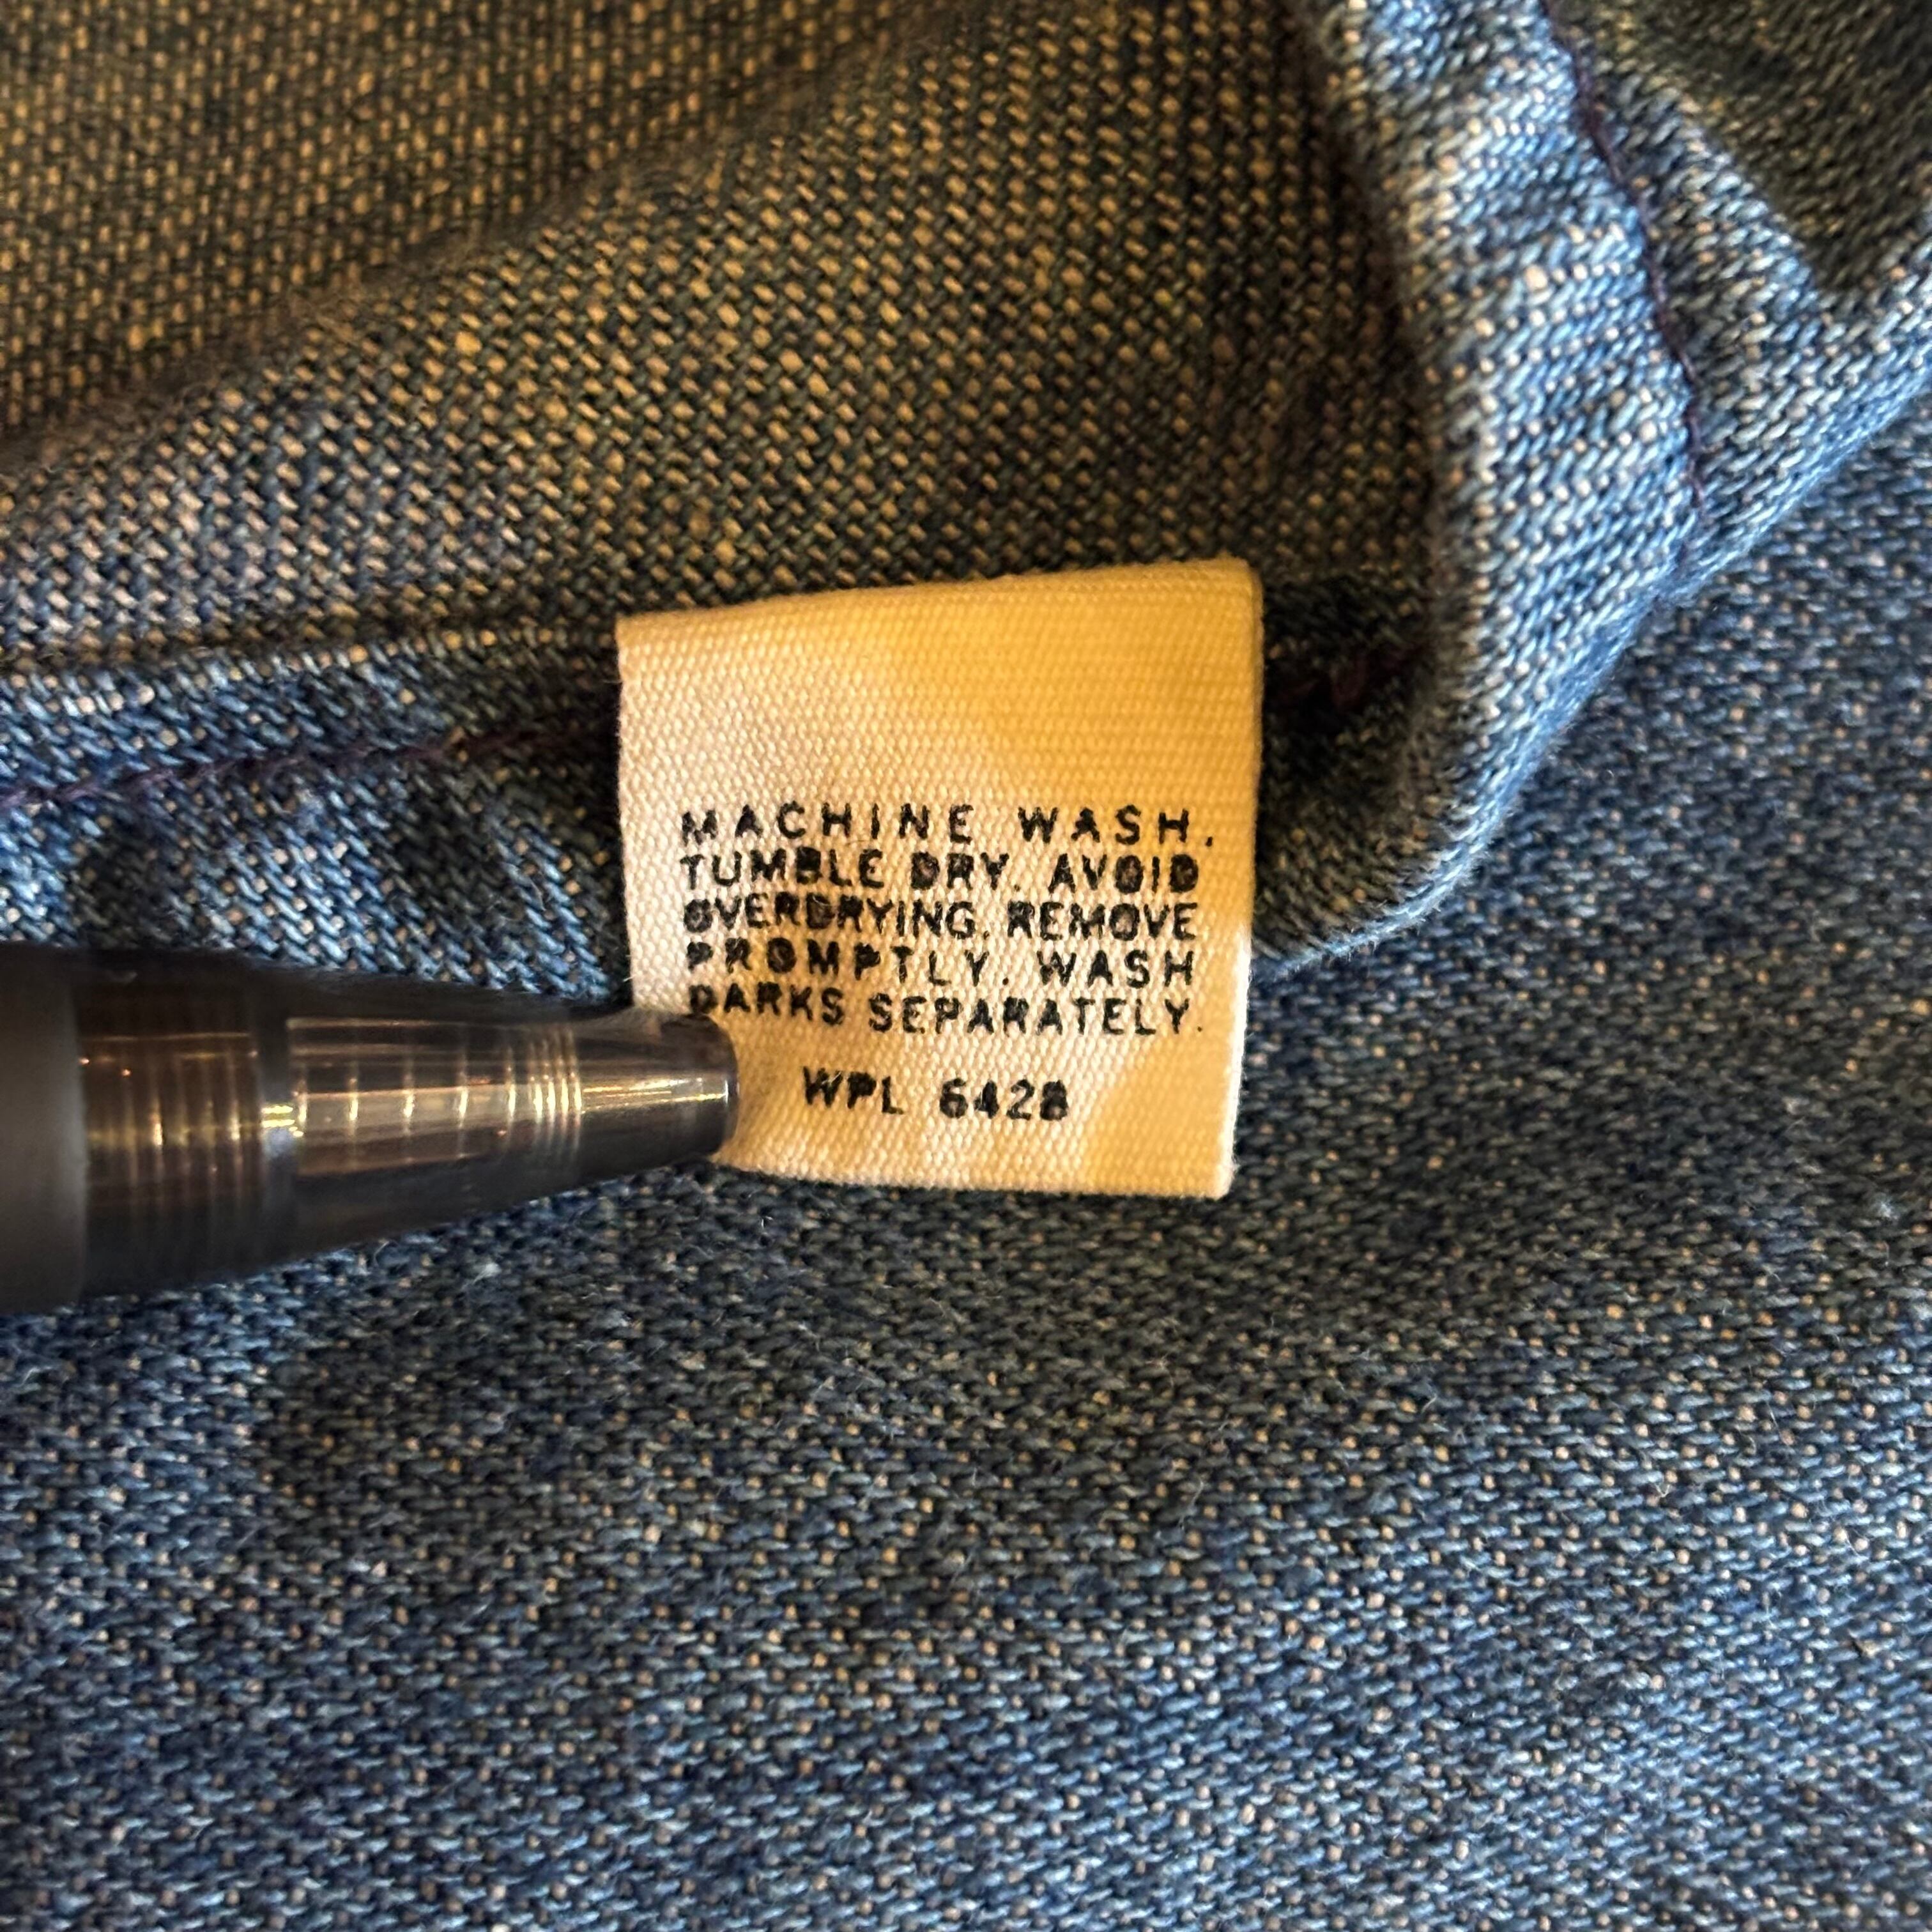 MACHINE WASH.
TUMBLE DRY. AVOID
OVERDRYING. REMOVE
PROMPTLY. WASH
DARKS SEPARATELY.
WPL 6428